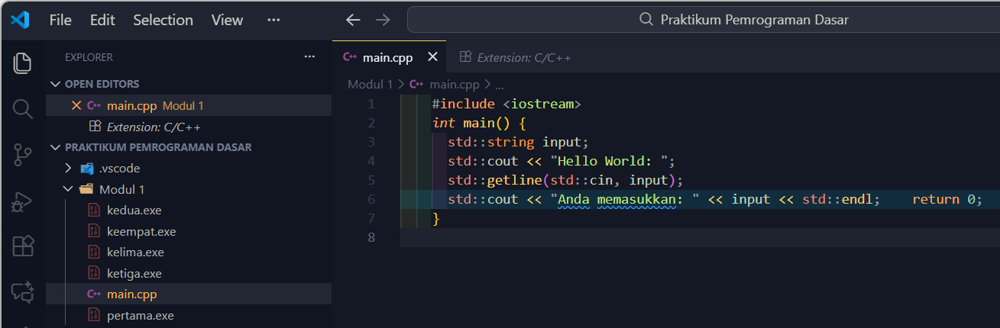 File Edit Selection View ···
Praktikum Pemrograman Dasar
EXPLORER ···
OPEN EDITORS
C++ main.cpp Modul 1
Extension: C/C++
PRAKTIKUM PEMROGRAMAN DASAR
.vscode
Modul 1
kedua.exe
keempat.exe
kelima.exe
ketiga.exe
C++ main.cpp
pertama.exe
C++ main.cpp Extension: C/C++
Modul 1 > C++ main.cpp > ...
1 #include <iostream>
2 int main() {
3 std::string input;
4 std::cout << "Hello World: ";
5 std::getline(std::cin, input);
6 std::cout << "Anda memasukkan: " << input << std::endl;    return 0;
7 }
8